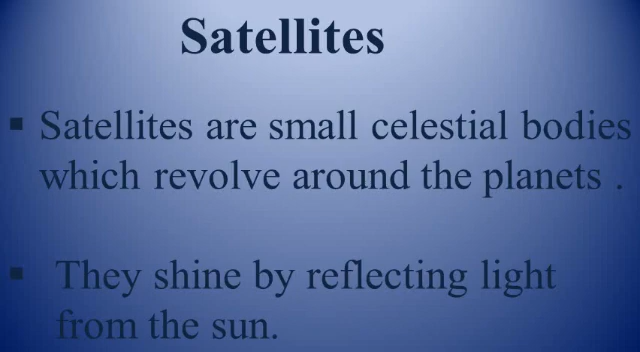 Satellites
▪ Satellites are small celestial bodies
which revolve around the planets .
▪ They shine by reflecting light
from the sun.